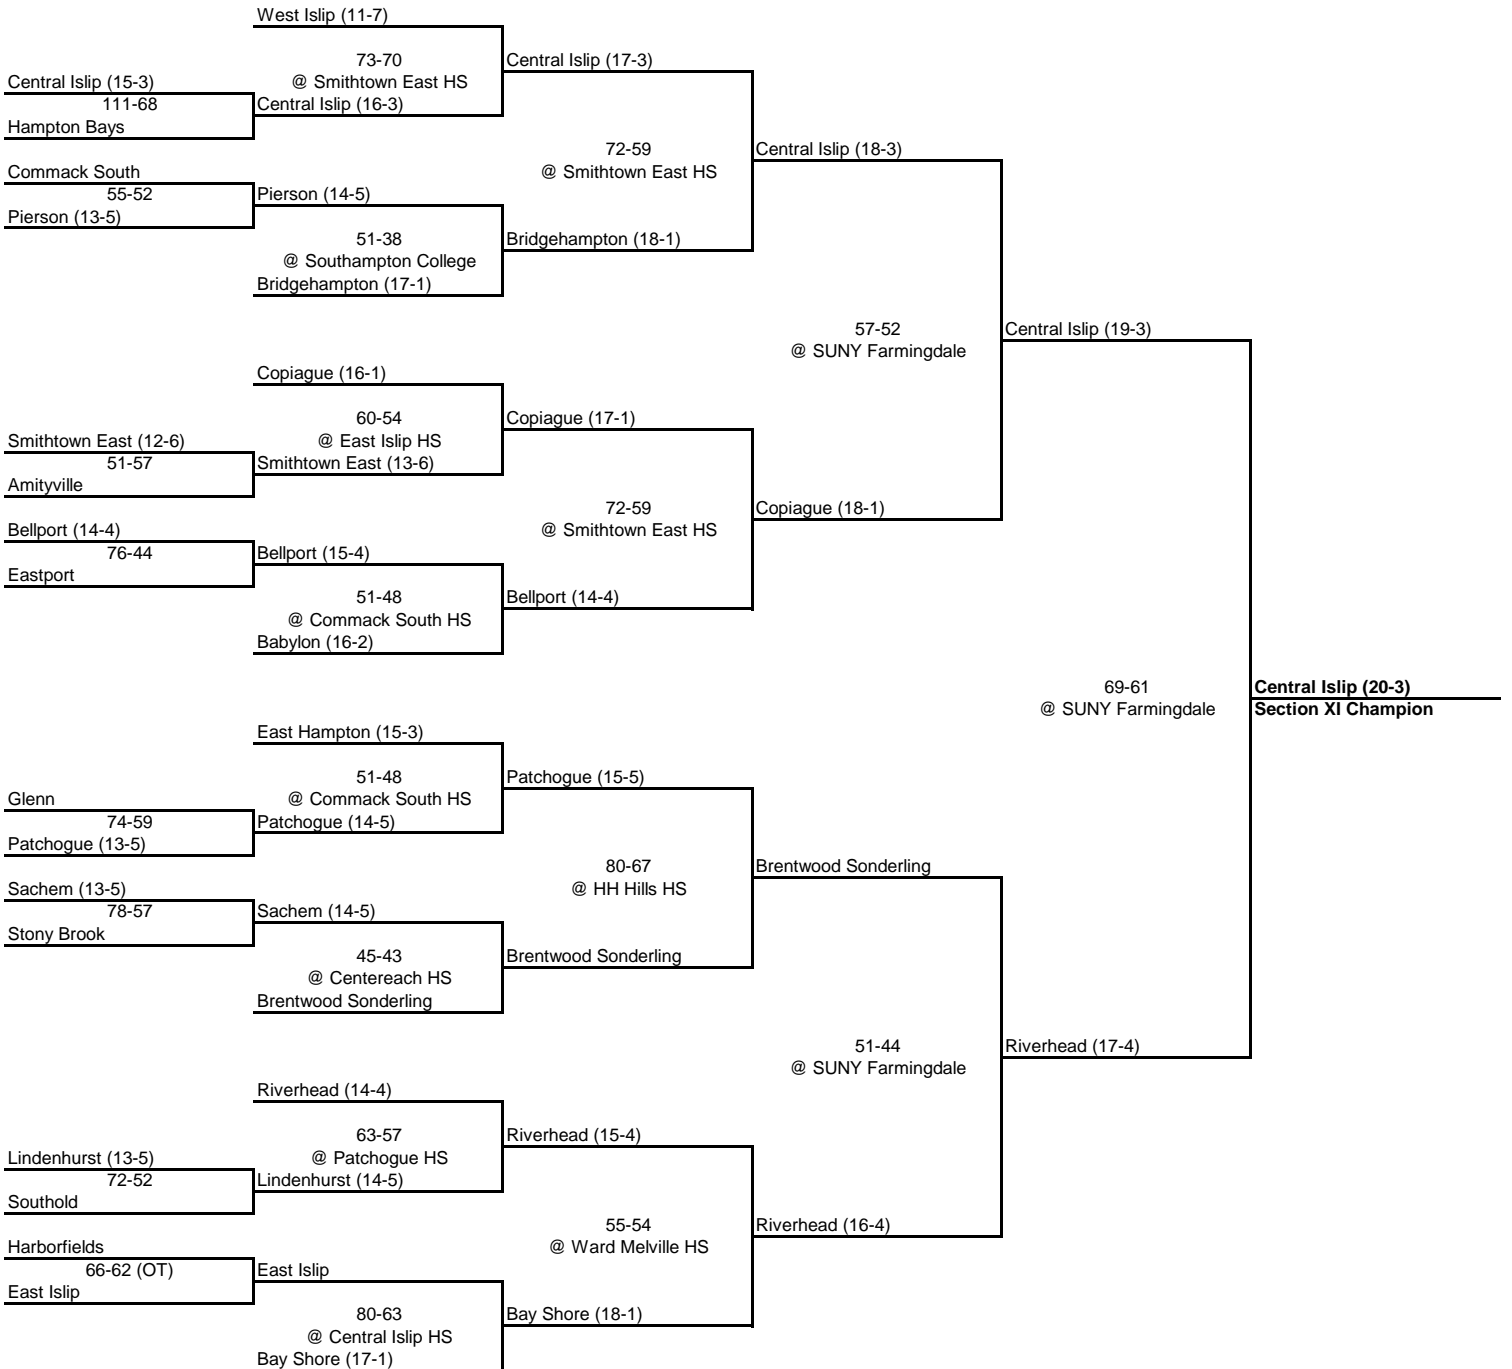 West Islip (11-7)
73-70
Central Islip (17-3)
Central Islip (15-3)
@ Smithtown East HS
111-68
Central Islip (16-3)
Hampton Bays
72-59
Central Islip (18-3)
Commack South
@ Smithtown East HS
55-52
Pierson (14-5)
Pierson (13-5)
51-38
Bridgehampton (18-1)
@ Southampton College
Bridgehampton (17-1)
57-52
Central Islip (19-3)
@ SUNY Farmingdale
Copiague (16-1)
60-54
Copiague (17-1)
Smithtown East (12-6)
@ East Islip HS
51-57
Smithtown East (13-6)
Amityville
72-59
Copiague (18-1)
Bellport (14-4)
@ Smithtown East HS
76-44
Bellport (15-4)
Eastport
51-48
Bellport (14-4)
@ Commack South HS
Babylon (16-2)
69-61
Central Islip (20-3)
@ SUNY Farmingdale
Section XI Champion
East Hampton (15-3)
51-48
Patchogue (15-5)
Glenn
@ Commack South HS
74-59
Patchogue (14-5)
Patchogue (13-5)
80-67
Brentwood Sonderling
Sachem (13-5)
@ HH Hills HS
78-57
Sachem (14-5)
Stony Brook
45-43
Brentwood Sonderling
@ Centereach HS
Brentwood Sonderling
51-44
Riverhead (17-4)
@ SUNY Farmingdale
Riverhead (14-4)
63-57
Riverhead (15-4)
Lindenhurst (13-5)
@ Patchogue HS
72-52
Lindenhurst (14-5)
Southold
55-54
Riverhead (16-4)
Harborfields
@ Ward Melville HS
66-62 (OT)
East Islip
East Islip
80-63
Bay Shore (18-1)
@ Central Islip HS
Bay Shore (17-1)